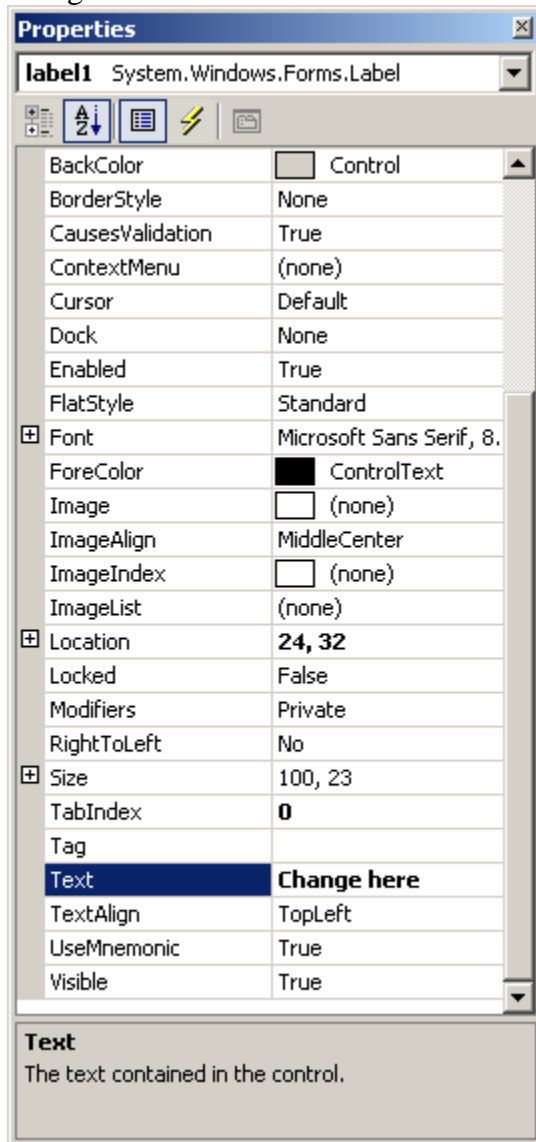 Properties
label1 System.Windows.Forms.Label
BackColor Control
BorderStyle None
CausesValidation True
ContextMenu (none)
Cursor Default
Dock None
Enabled True
FlatStyle Standard
Font Microsoft Sans Serif, 8.
ForeColor ControlText
Image (none)
ImageAlign MiddleCenter
ImageIndex (none)
ImageList (none)
Location 24, 32
Locked False
Modifiers Private
RightToLeft No
Size 100, 23
TabIndex 0
Tag
Text Change here
TextAlign TopLeft
UseMnemonic True
Visible True
Text
The text contained in the control.